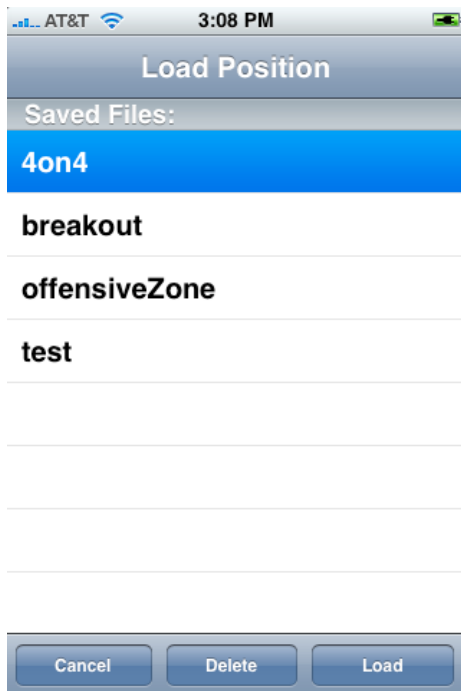 AT&T 3:08 PM
Load Position
Saved Files:
4on4
breakout
offensiveZone
test
Cancel Delete Load